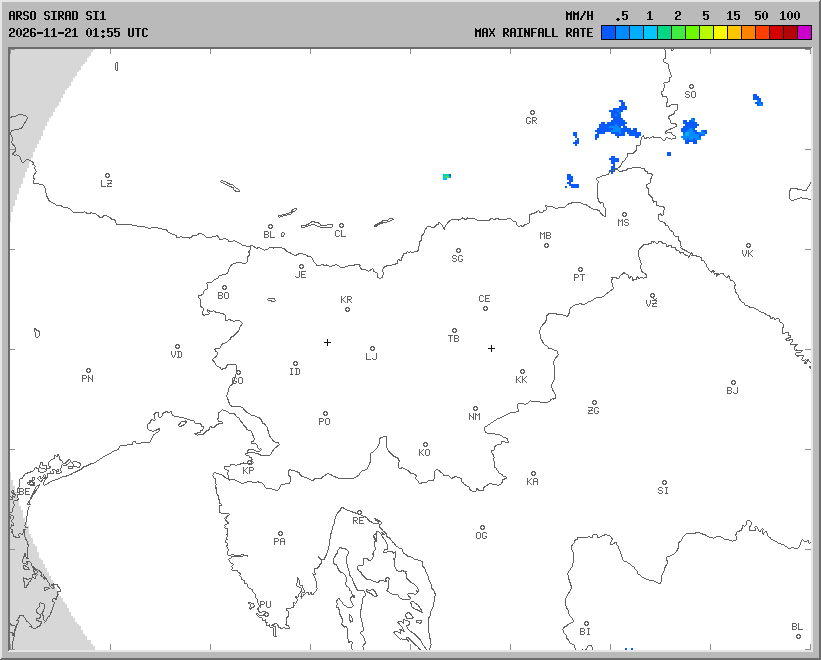 ARSO SIRAD SI1
2026-11-21 01:55 UTC
MM/H .5 1 2 5 15 50 100
MAX RAINFALL RATE
SO
GR
LZ
MS
BL
CL
MB
VK
SG
JE
PT
BO
KR
CE
VZ
TB
VD
LJ
ID
PN
GO
KK
BJ
NM
ZG
PO
KO
KP
KA
BE
SI
RE
OG
PA
PU
BI
BL